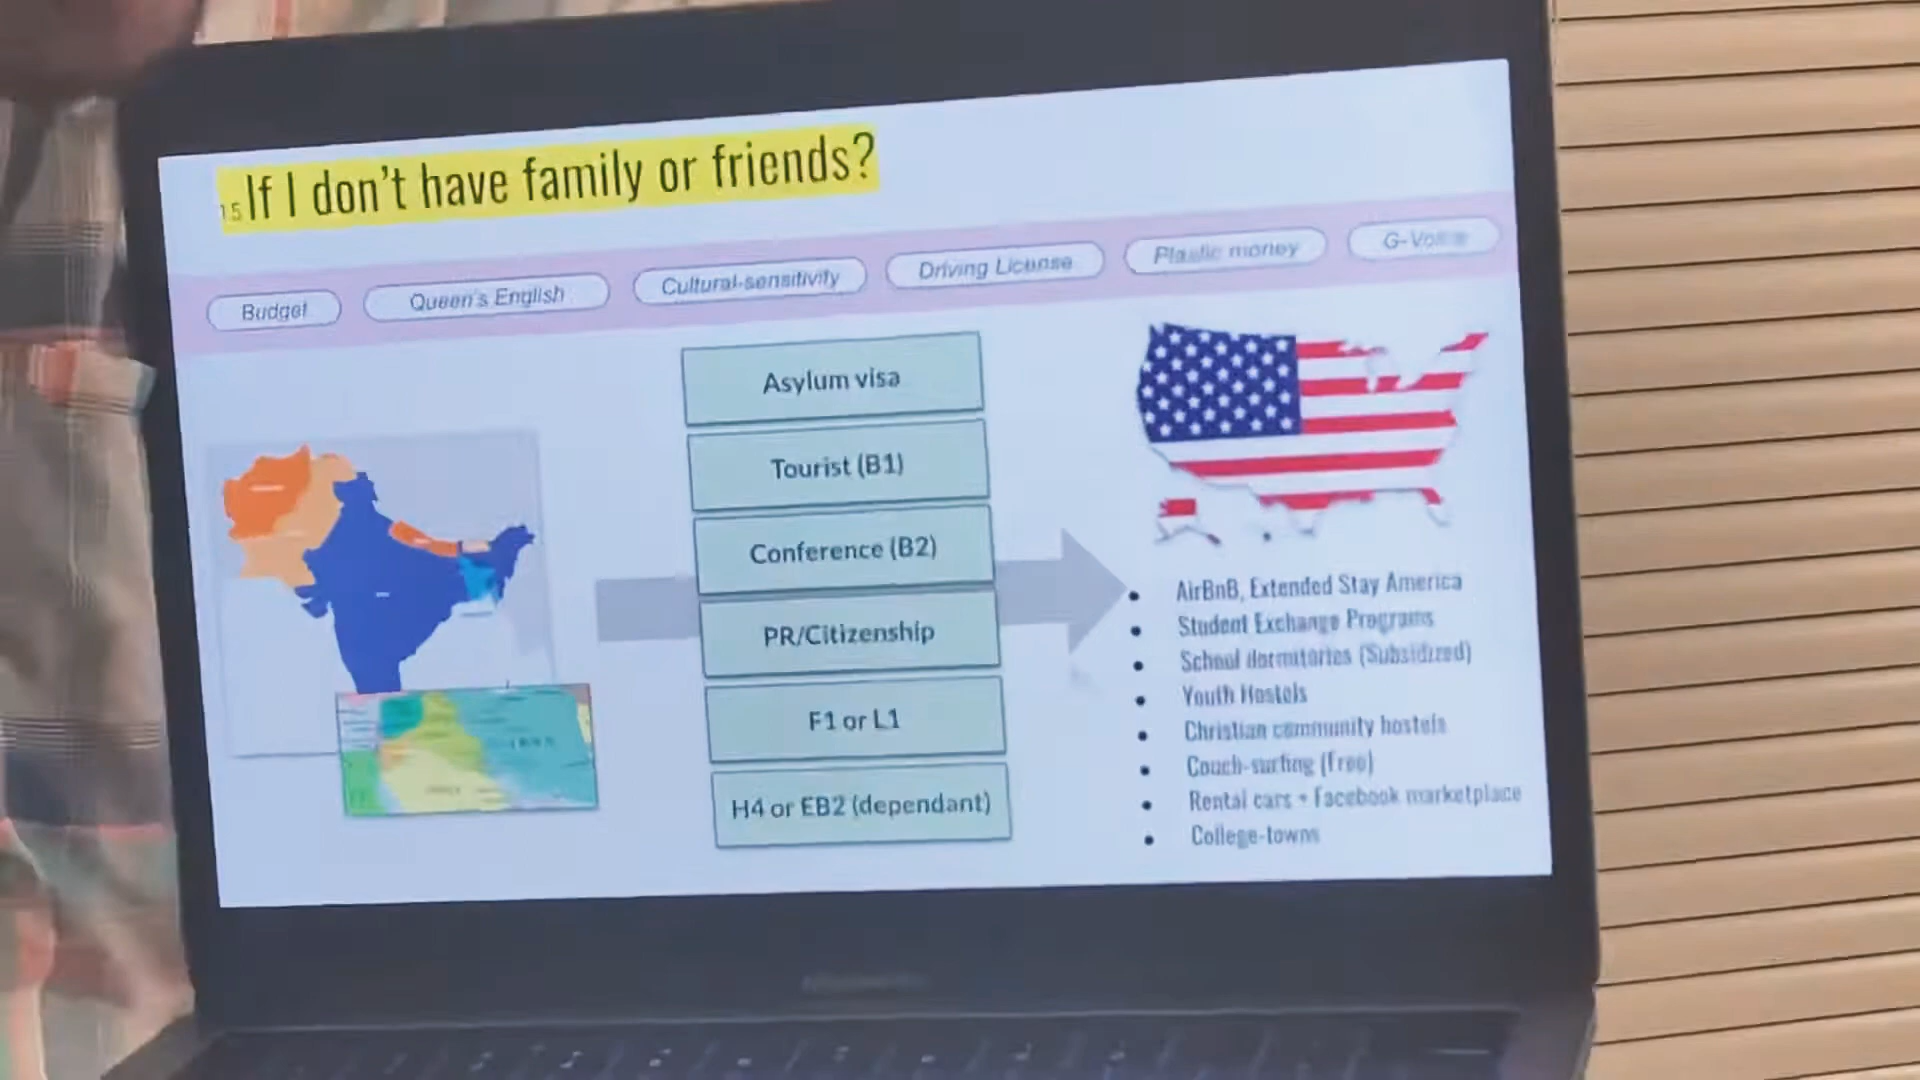 15 If I don't have family or friends?
Budget
Queen's English
Cultural-sensitivity
Driving License
Plastic money
Asylum visa
Tourist (B1)
Conference (B2)
PR/Citizenship
F1 or L1
H4 or EB2 (dependant)
• AirBnB, Extended Stay America
• Student Exchange Programs
• School dormitories (Subsidized)
• Youth Hostels
• Christian community hostels
• Couch-surfing (Free)
• Rental cars + Facebook marketplace
• College-towns